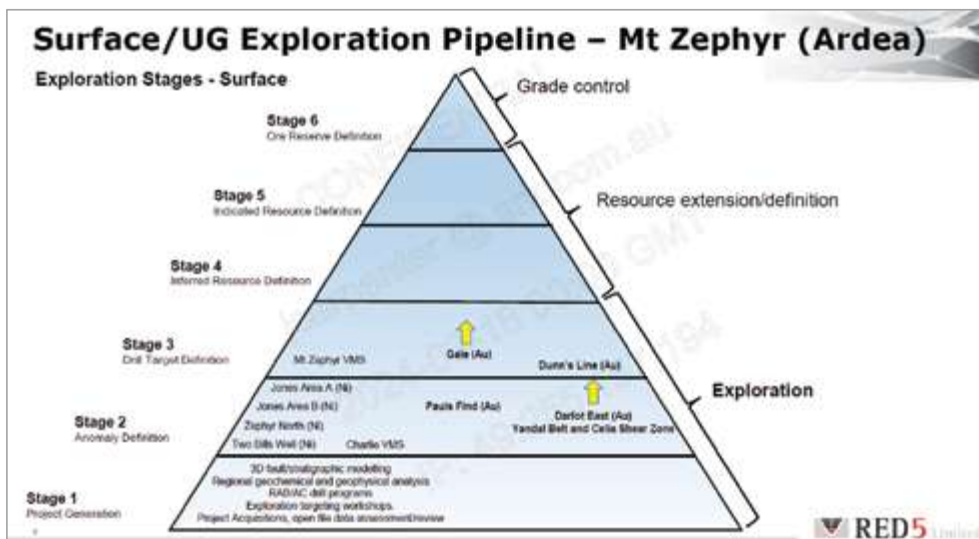 Surface/UG Exploration Pipeline – Mt Zephyr (Ardea)
Exploration Stages - Surface
Grade control
Stage 6
Ore Reserve Definition
Stage 5
Indicated Resource Definition
Resource extension/definition
Stage 4
Inferred Resource Definition
Stage 3
Drill Target Definition
Mt Zephyr VMS
Gale (Au)
Dunn's Line (Au)
Exploration
Stage 2
Anomaly Definition
Jones Area A (Ni)
Jones Area B (Ni)
Zephyr North (Ni)
Two Bills Well (Ni)
Charlie VMS
Pauls Find (Au)
Darlot East (Au)
Yandal Belt and Celia Shear Zone
Stage 1
Project Generation
3D fault/stratigraphic modelling
Regional geochemical and geophysical analysis
RAB/AC drill programs
Exploration targeting workshops.
Project Acquisitions, open file data assessment/review
RED5 Limited